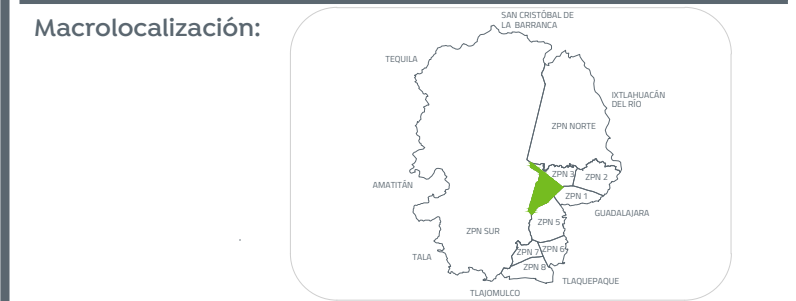 Macrolocalización:
SAN CRISTÓBAL DE
LA BARRANCA
TEQUILA
IXTLAHUACÁN
DEL RÍO
ZPN NORTE
ZPN 3
ZPN 2
AMATITÁN
ZPN 1
GUADALAJARA
ZPN 5
ZPN SUR
ZPN 7
ZPN 6
TALA
ZPN 8
TLAQUEPAQUE
TLAJOMULCO